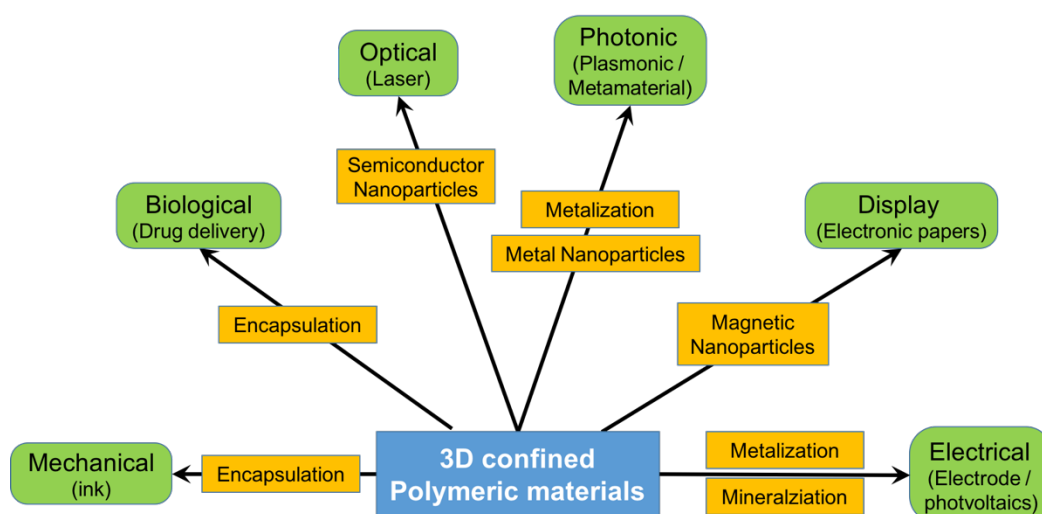 Optical
(Laser)
Photonic
(Plasmonic /
Metamaterial)
Semiconductor
Nanoparticles
Biological
(Drug delivery)
Metalization
Metal Nanoparticles
Display
(Electronic papers)
Encapsulation
Magnetic
Nanoparticles
Mechanical
(ink)
Encapsulation
3D confined
Polymeric materials
Metalization
Mineralziation
Electrical
(Electrode /
photvoltaics)